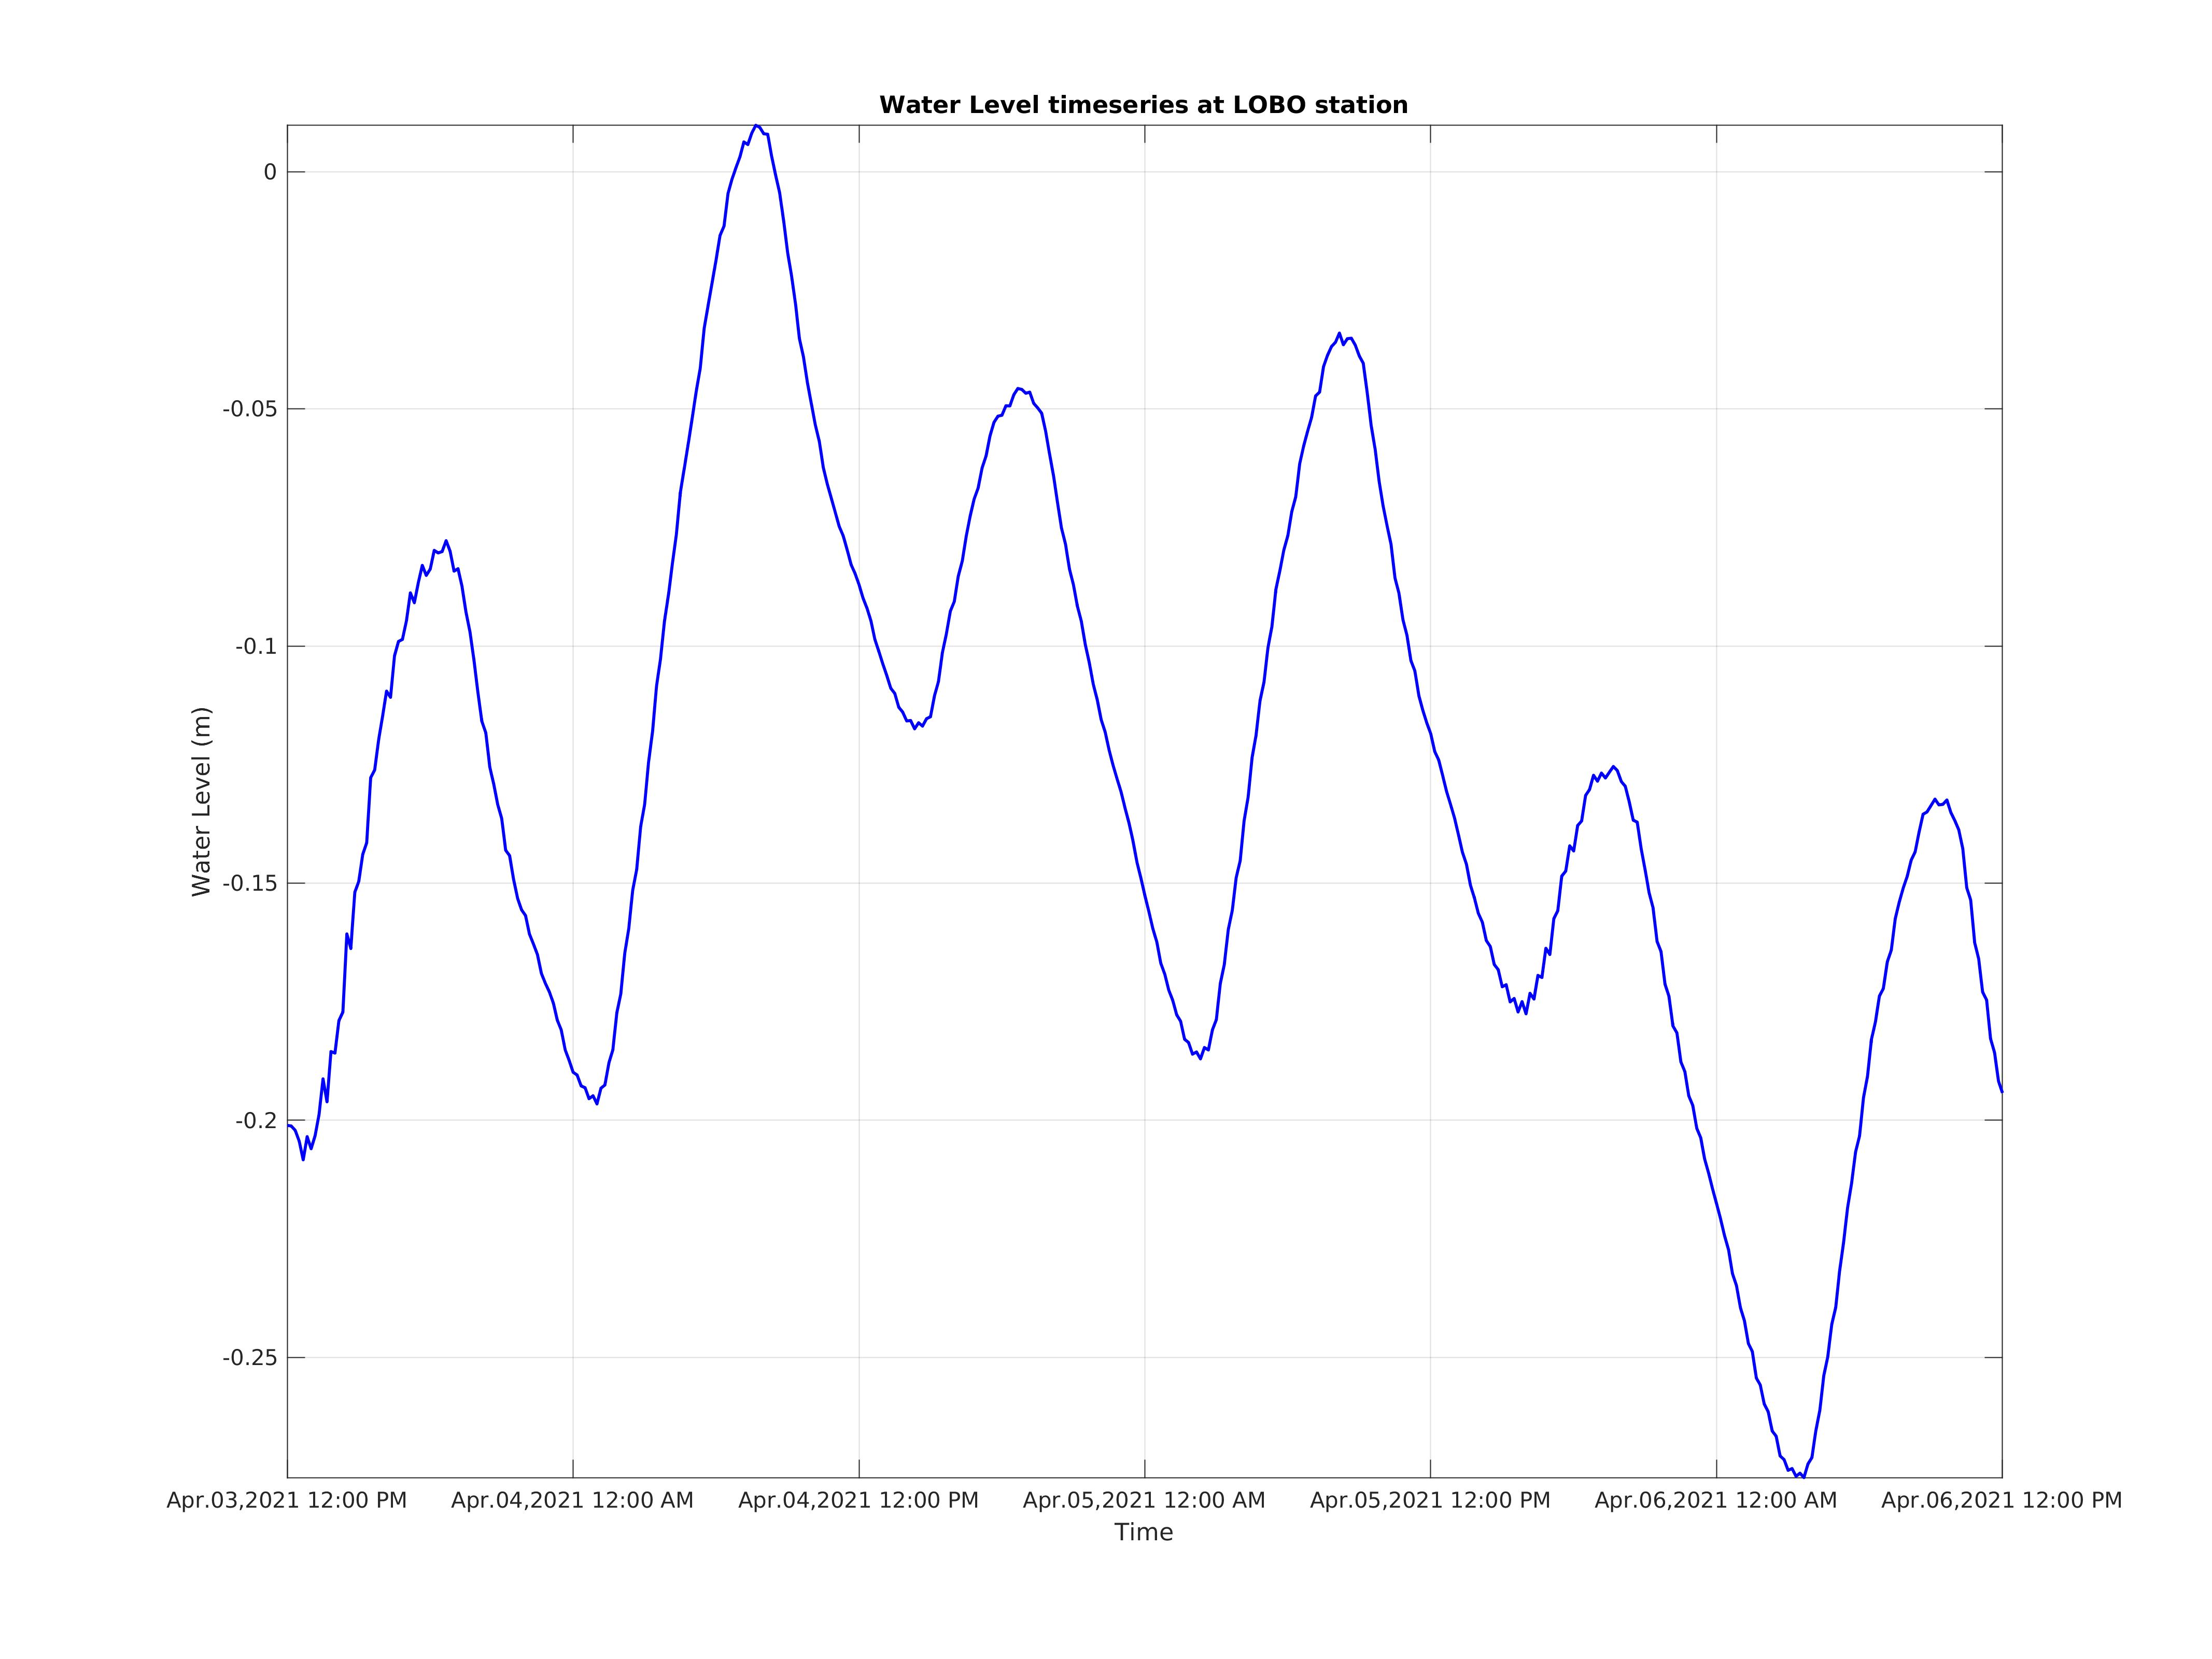 Water Level timeseries at LOBO station
0
-0.05
-0.1
-0.15
-0.2
-0.25
Water Level (m)
Apr.03,2021 12:00 PM Apr.04,2021 12:00 AM Apr.04,2021 12:00 PM Apr.05,2021 12:00 AM Apr.05,2021 12:00 PM Apr.06,2021 12:00 AM Apr.06,2021 12:00 PM
Time